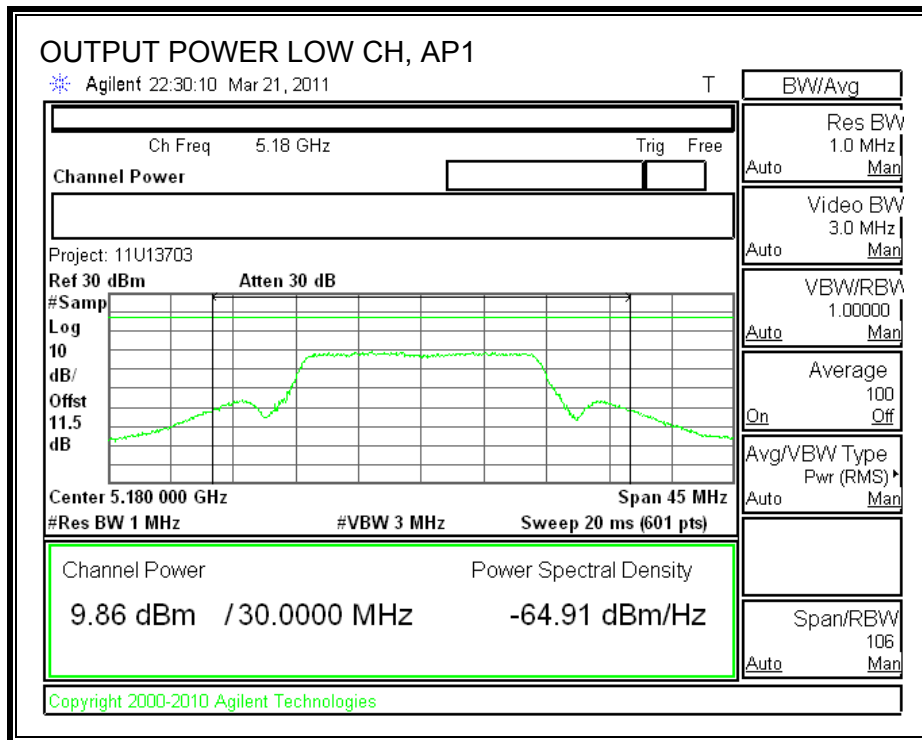 OUTPUT POWER LOW CH, AP1
Agilent 22:30:10 Mar 21, 2011 T
BW/Avg
Ch Freq 5.18 GHz Trig Free
Channel Power
Res BW
1.0 MHz
Auto Man
Video BW
3.0 MHz
Auto Man
Project: 11U13703
Ref 30 dBm Atten 30 dB
#Samp
Log
10
dB/
Offst
11.5
dB
VBW/RBW
1.00000
Auto Man
Average
100
On Off
Avg/VBW Type
Pwr (RMS)
Auto Man
Center 5.180 000 GHz Span 45 MHz
#Res BW 1 MHz #VBW 3 MHz Sweep 20 ms (601 pts)
Channel Power Power Spectral Density
9.86 dBm / 30.0000 MHz -64.91 dBm/Hz
Span/RBW
106
Auto Man
Copyright 2000-2010 Agilent Technologies